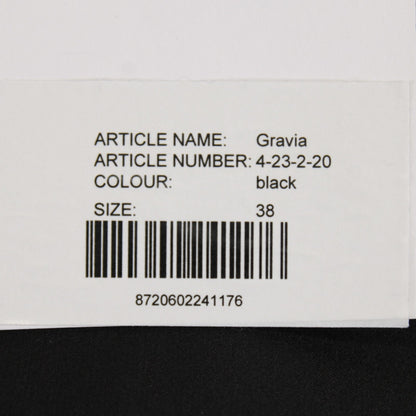 ARTICLE NAME: Gravia
ARTICLE NUMBER: 4-23-2-20
COLOUR: black
SIZE: 38
8720602241176